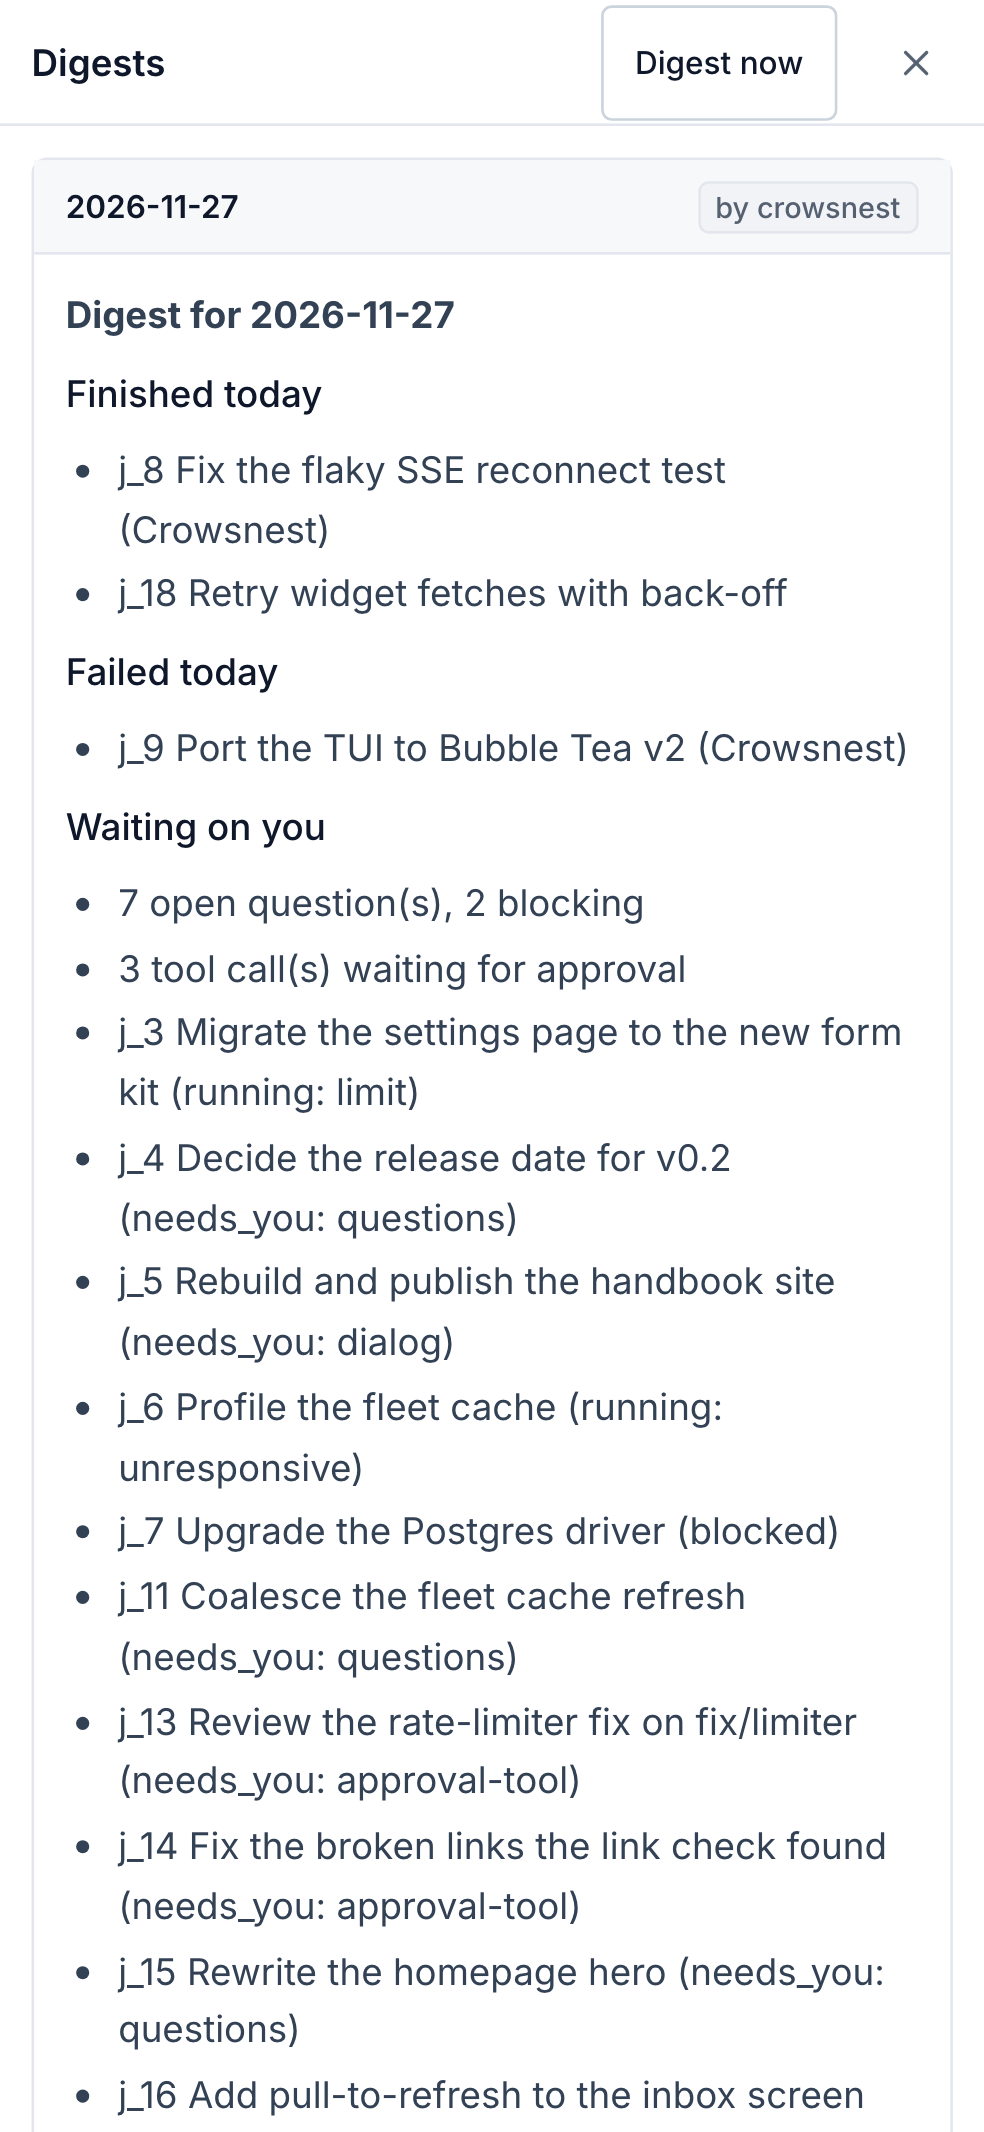 Digests
Digest now
2026-11-27
by crowsnest
Digest for 2026-11-27
Finished today
j_8 Fix the flaky SSE reconnect test
(Crowsnest)
j_18 Retry widget fetches with back-off
Failed today
j_9 Port the TUI to Bubble Tea v2 (Crowsnest)
Waiting on you
7 open question(s), 2 blocking
3 tool call(s) waiting for approval
j_3 Migrate the settings page to the new form
kit (running: limit)
j_4 Decide the release date for v0.2
(needs_you: questions)
j_5 Rebuild and publish the handbook site
(needs_you: dialog)
j_6 Profile the fleet cache (running:
unresponsive)
j_7 Upgrade the Postgres driver (blocked)
j_11 Coalesce the fleet cache refresh
(needs_you: questions)
j_13 Review the rate-limiter fix on fix/limiter
(needs_you: approval-tool)
j_14 Fix the broken links the link check found
(needs_you: approval-tool)
j_15 Rewrite the homepage hero (needs_you:
questions)
j_16 Add pull-to-refresh to the inbox screen